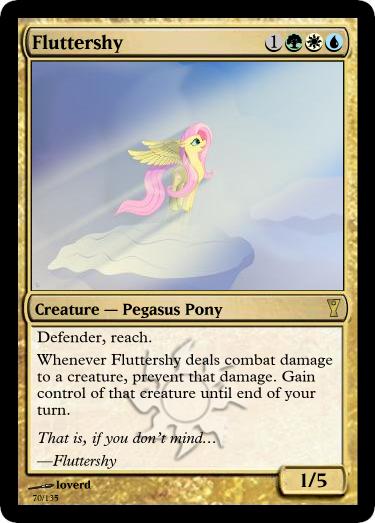 Fluttershy 1
Creature — Pegasus Pony
Defender, reach.
Whenever Fluttershy deals combat damage
to a creature, prevent that damage. Gain
control of that creature until end of your
turn.
That is, if you don't mind...
—Fluttershy
loverd
1/5
70/135